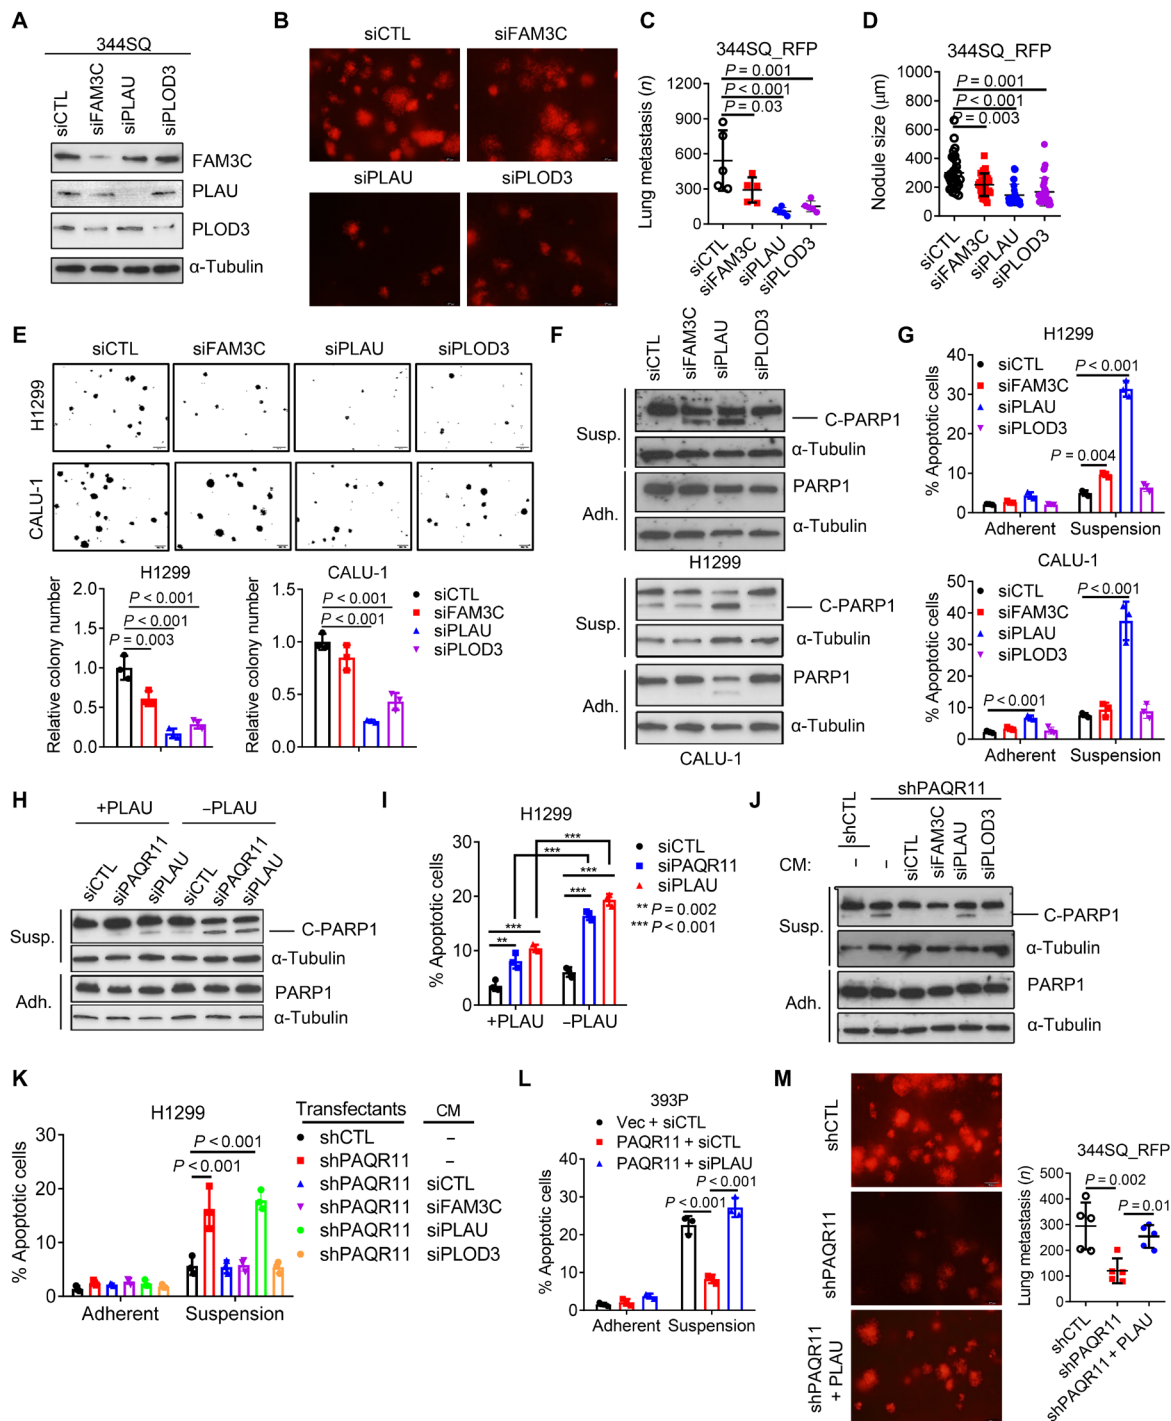 A
344SQ
siCTL
siFAM3C
siPLAU
siPLOD3
FAM3C
PLAU
PLOD3
α-Tubulin
B
siCTL
siFAM3C
siPLAU
siPLOD3
C
344SQ_RFP
P = 0.001
P < 0.001
P = 0.03
Lung metastasis (n)
1200
900
600
300
0
siCTL
siFAM3C
siPLAU
siPLOD3
D
344SQ_RFP
P = 0.001
P < 0.001
P = 0.003
Nodule size (μm)
1000
800
600
400
200
0
siCTL
siFAM3C
siPLAU
siPLOD3
E
siCTL
siFAM3C
siPLAU
siPLOD3
H1299
CALU-1
H1299
P < 0.001
P < 0.001
P = 0.003
Relative colony number
2.0
1.5
1.0
0.5
0.0
CALU-1
P < 0.001
P < 0.001
Relative colony number
1.5
1.0
0.5
0.0
siCTL
siFAM3C
siPLAU
siPLOD3
F
siCTL
siFAM3C
siPLAU
siPLOD3
Susp.
C-PARP1
α-Tubulin
Adh.
PARP1
α-Tubulin
H1299
Susp.
C-PARP1
α-Tubulin
Adh.
PARP1
α-Tubulin
CALU-1
G
H1299
siCTL
siFAM3C
siPLAU
siPLOD3
P < 0.001
P = 0.004
% Apoptotic cells
40
30
20
10
0
Adherent
Suspension
CALU-1
siCTL
siFAM3C
siPLAU
siPLOD3
P < 0.001
P < 0.001
% Apoptotic cells
50
40
30
20
10
0
Adherent
Suspension
H
+PLAU
–PLAU
siCTL
siPAQR11
siPLAU
siCTL
siPAQR11
siPLAU
Susp.
C-PARP1
α-Tubulin
Adh.
PARP1
α-Tubulin
I
H1299
% Apoptotic cells
30
20
10
0
***
***
***
***
***
**
+PLAU
–PLAU
siCTL
siPAQR11
siPLAU
** P = 0.002
*** P < 0.001
J
shPAQR11
shCTL
CM:
–
–
siCTL
siFAM3C
siPLAU
siPLOD3
Susp.
C-PARP1
α-Tubulin
Adh.
PARP1
α-Tubulin
K
H1299
P < 0.001
P < 0.001
% Apoptotic cells
30
20
10
0
Adherent
Suspension
Transfectants CM
shCTL –
shPAQR11 –
shPAQR11 siCTL
shPAQR11 siFAM3C
shPAQR11 siPLAU
shPAQR11 siPLOD3
L
393P
Vec + siCTL
PAQR11 + siCTL
PAQR11 + siPLAU
P < 0.001
P < 0.001
% Apoptotic cells
40
30
20
10
0
Adherent
Suspension
M
shCTL
shPAQR11
shPAQR11
+ PLAU
344SQ_RFP
P = 0.002
P = 0.01
Lung metastasis (n)
500
400
300
200
100
0
shCTL
shPAQR11
shPAQR11 + PLAU